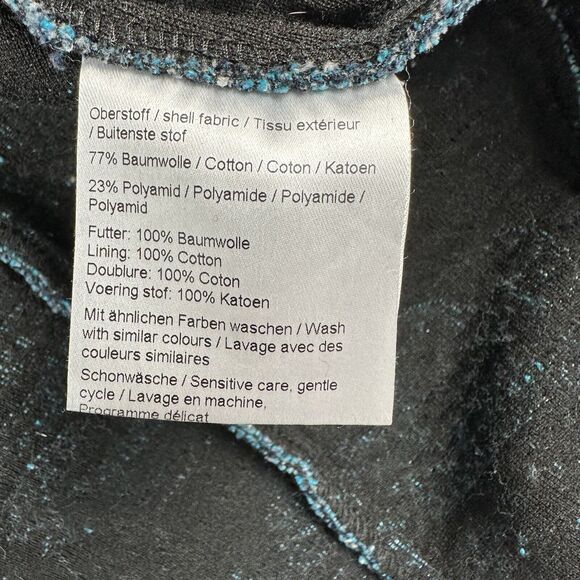 Oberstoff / shell fabric / Tissu extérieur
/ Buitenste stof
77% Baumwolle / Cotton / Coton / Katoen
23% Polyamid / Polyamide / Polyamide /
Polyamid
Futter: 100% Baumwolle
Lining: 100% Cotton
Doublure: 100% Coton
Voering stof: 100% Katoen
Mit ähnlichen Farben waschen / Wash
with similar colours / Lavage avec des
couleurs similaires
Schonwäsche / Sensitive care, gentle
cycle / Lavage en machine,
Programme délicat